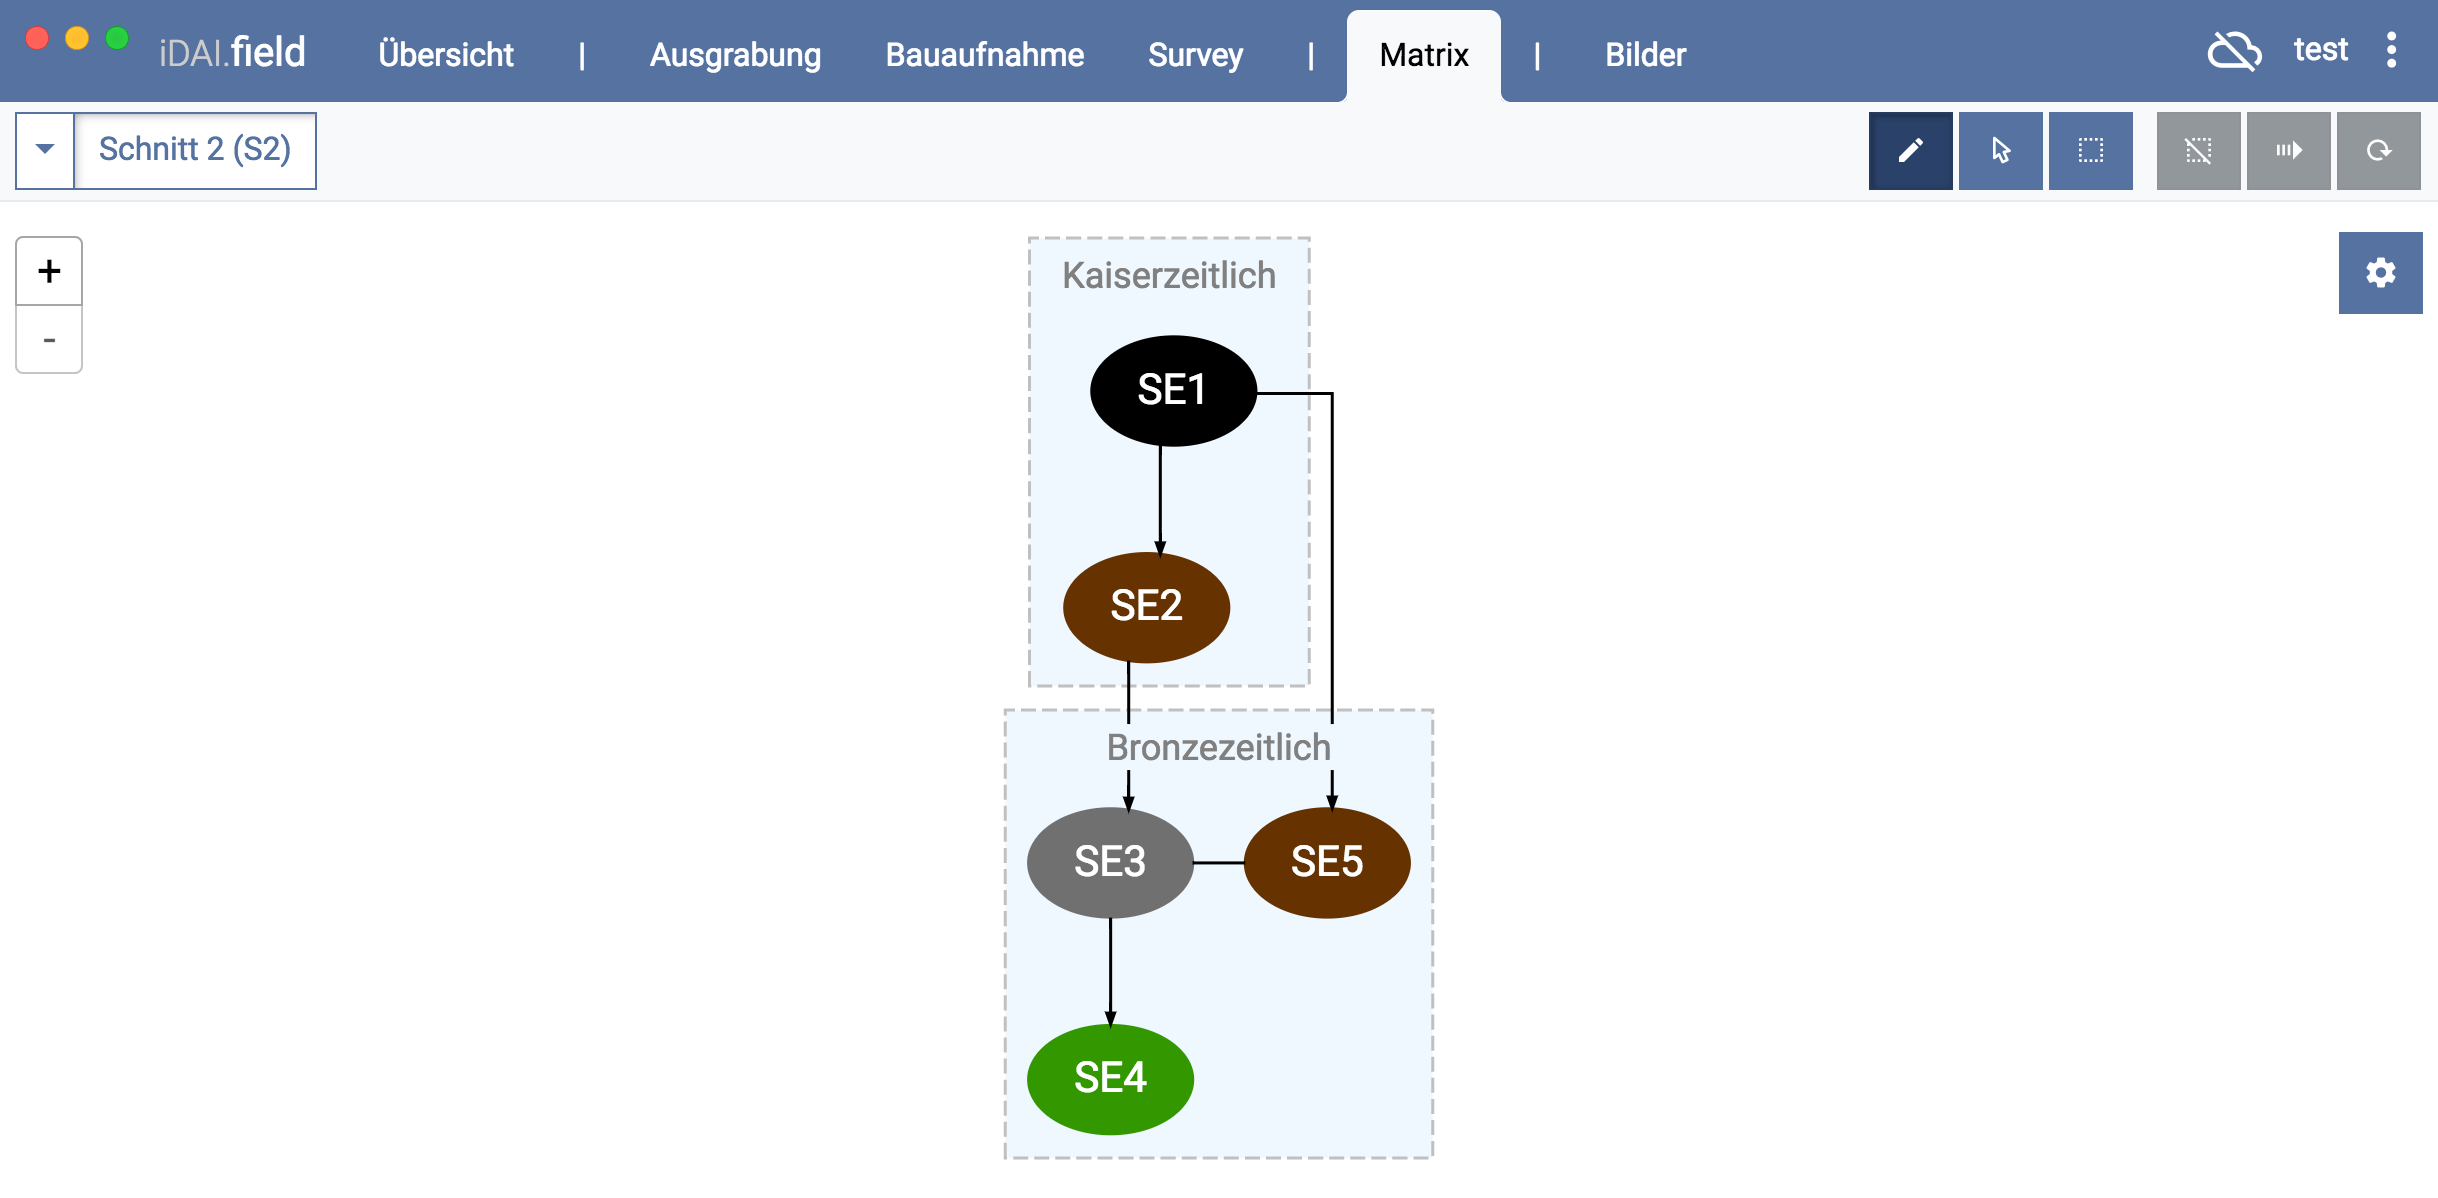 iDAI.field Übersicht | Ausgrabung Bauaufnahme Survey | Matrix | Bilder test
Schnitt 2 (S2)
+
-
Kaiserzeitlich
SE1
SE2
Bronzezeitlich
SE3 SE5
SE4